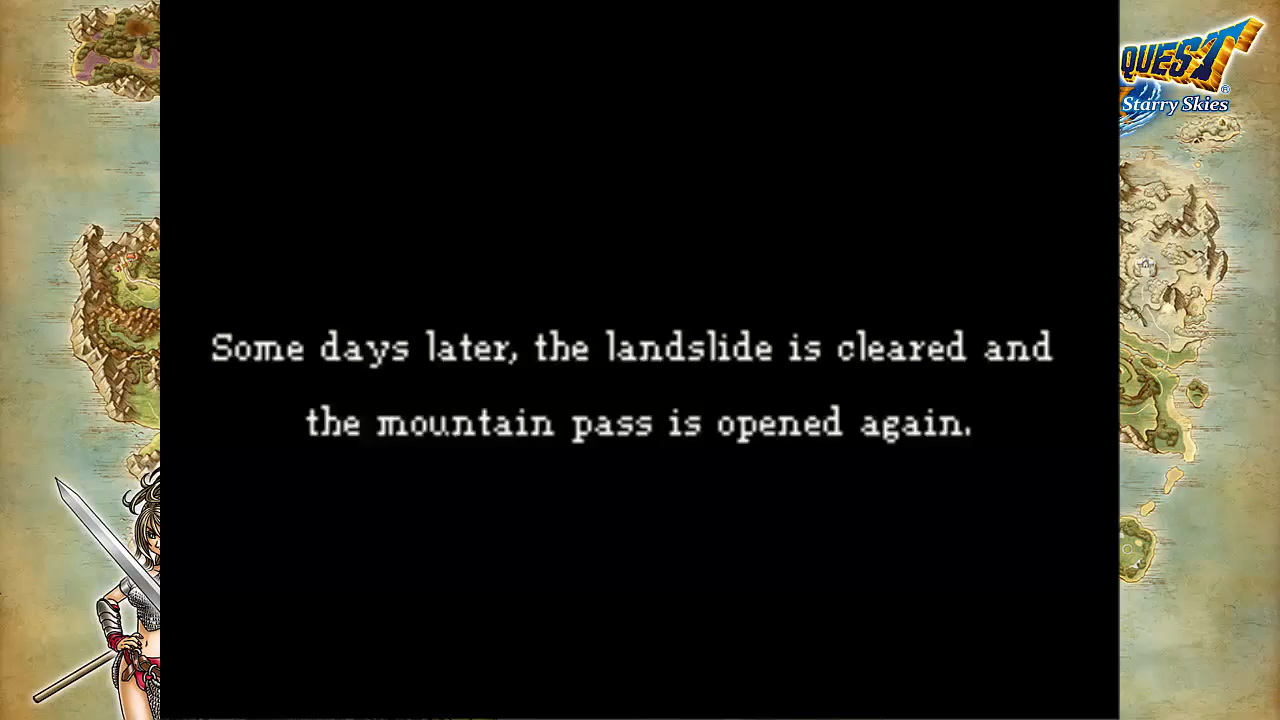 QUEST
®
Starry Skies
Some days later, the landslide is cleared and
the mountain pass is opened again.